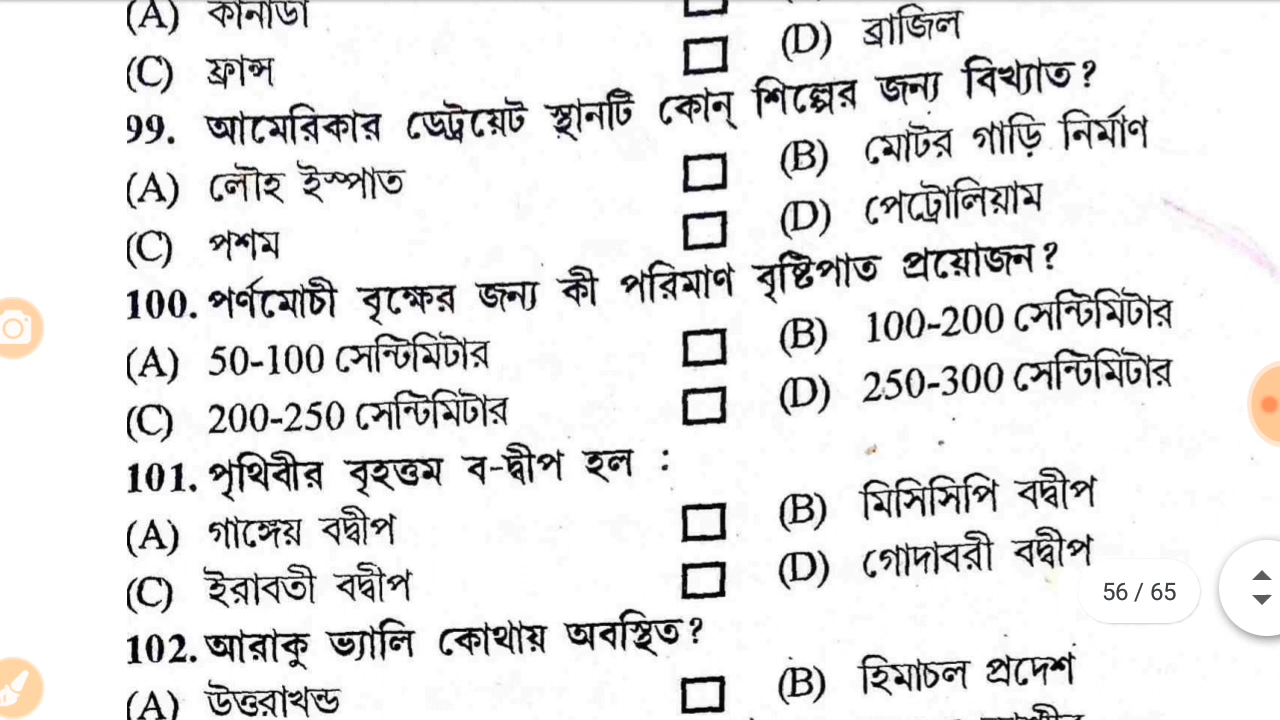 (A) কানাডা
(C) ফ্রান্স
(D) ব্রাজিল
99. আমেরিকার ডেট্রয়েট স্থানটি কোন্ শিল্পের জন্য বিখ্যাত?
(A) লৌহ ইস্পাত
(B) মোটর গাড়ি নির্মাণ
(C) পশম
(D) পেট্রোলিয়াম
100. পর্ণমোচী বৃক্ষের জন্য কী পরিমাণ বৃষ্টিপাত প্রয়োজন?
(A) 50-100 সেন্টিমিটার
(B) 100-200 সেন্টিমিটার
(C) 200-250 সেন্টিমিটার
(D) 250-300 সেন্টিমিটার
101. পৃথিবীর বৃহত্তম ব-দ্বীপ হল :
(A) গাঙ্গেয় বদ্বীপ
(B) মিসিসিপি বদ্বীপ
(C) ইরাবতী বদ্বীপ
(D) গোদাবরী বদ্বীপ
56 / 65
102. আরাকু ভ্যালি কোথায় অবস্থিত?
(A) উত্তরাখন্ড
(B) হিমাচল প্রদেশ